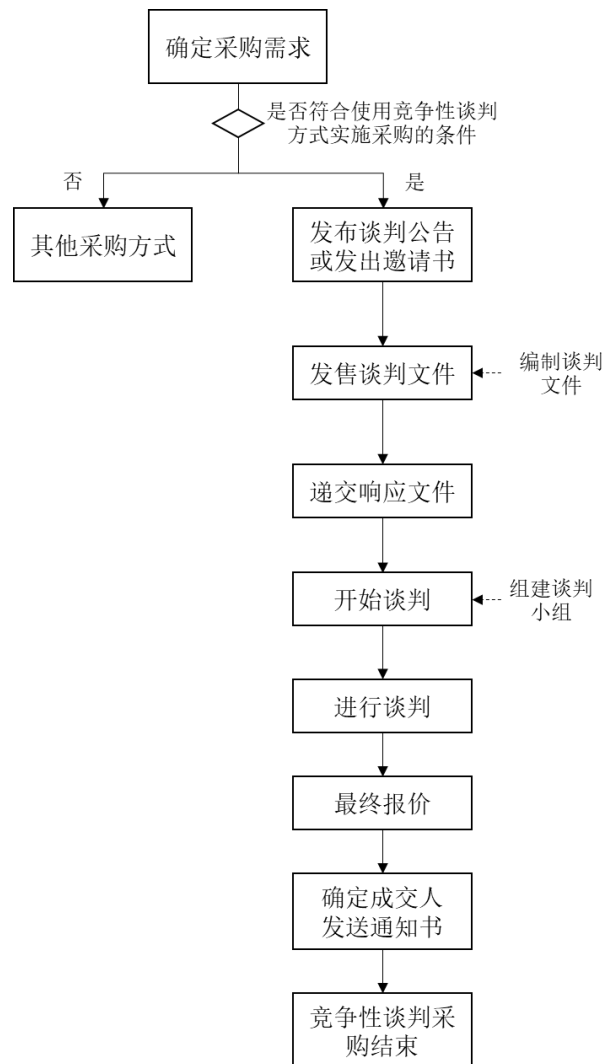 确定采购需求
是否符合使用竞争性谈判
方式实施采购的条件
否
是
其他采购方式
发布谈判公告
或发出邀请书
发售谈判文件
编制谈判
文件
递交响应文件
开始谈判
组建谈判
小组
进行谈判
最终报价
确定成交人
发送通知书
竞争性谈判采
购结束